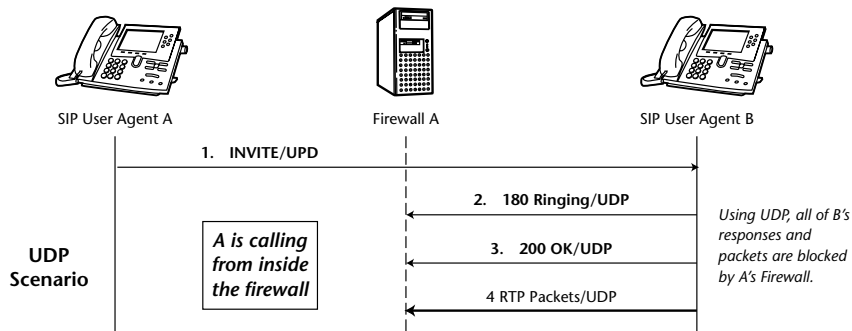 SIP User Agent A
Firewall A
SIP User Agent B
1. INVITE/UPD
2. 180 Ringing/UDP
3. 200 OK/UDP
4 RTP Packets/UDP
UDP
Scenario
A is calling
from inside
the firewall
Using UDP, all of B's
responses and
packets are blocked
by A's Firewall.